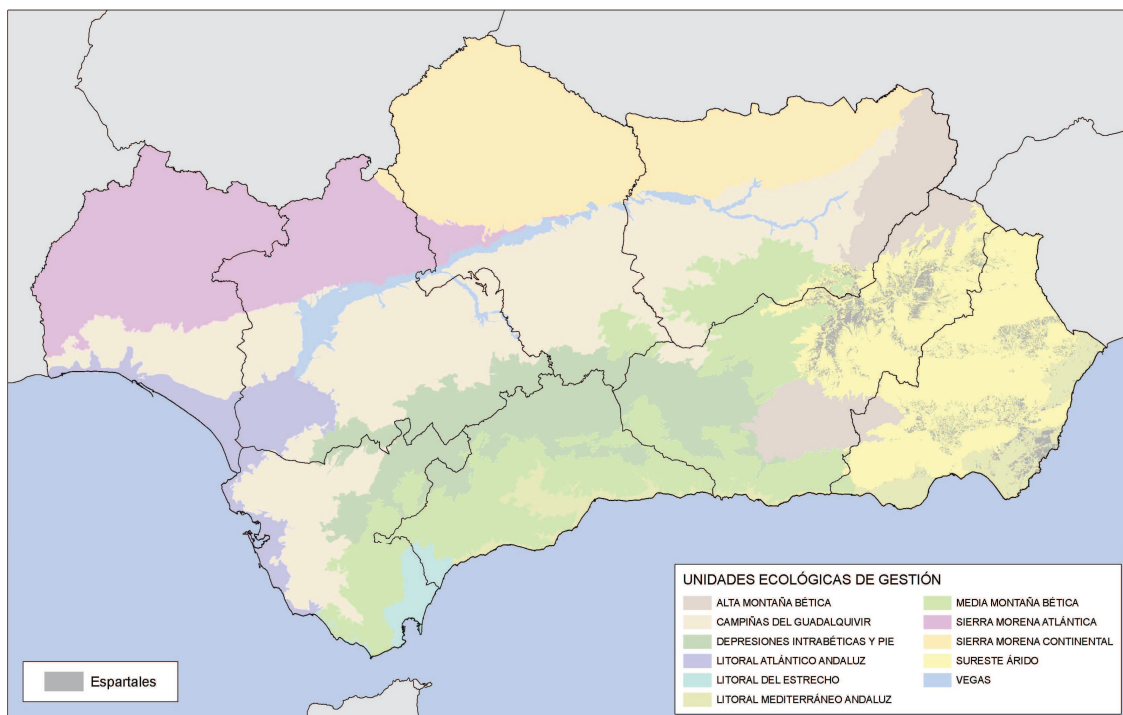 UNIDADES ECOLÓGICAS DE GESTIÓN
ALTA MONTAÑA BÉTICA
CAMPIÑAS DEL GUADALQUIVIR
DEPRESIONES INTRABÉTICAS Y PIE
LITORAL ATLÁNTICO ANDALUZ
LITORAL DEL ESTRECHO
LITORAL MEDITERRÁNEO ANDALUZ
MEDIA MONTAÑA BÉTICA
SIERRA MORENA ATLÁNTICA
SIERRA MORENA CONTINENTAL
SURESTE ÁRIDO
VEGAS
Espartales